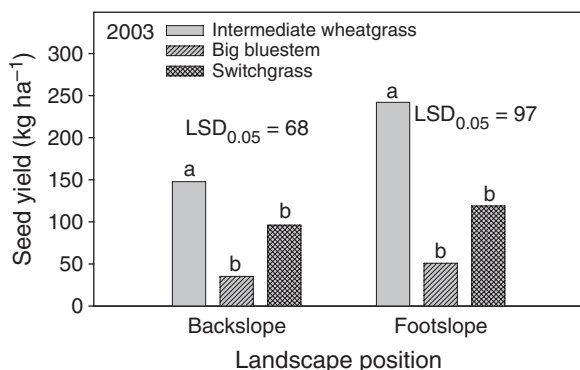 2003
Intermediate wheatgrass
Big bluestem
Switchgrass
Seed yield (kg ha⁻¹)
300
250
200
150
100
50
0
LSD₀.₀₅ = 68
LSD₀.₀₅ = 97
a
b
b
a
b
b
Backslope
Footslope
Landscape position